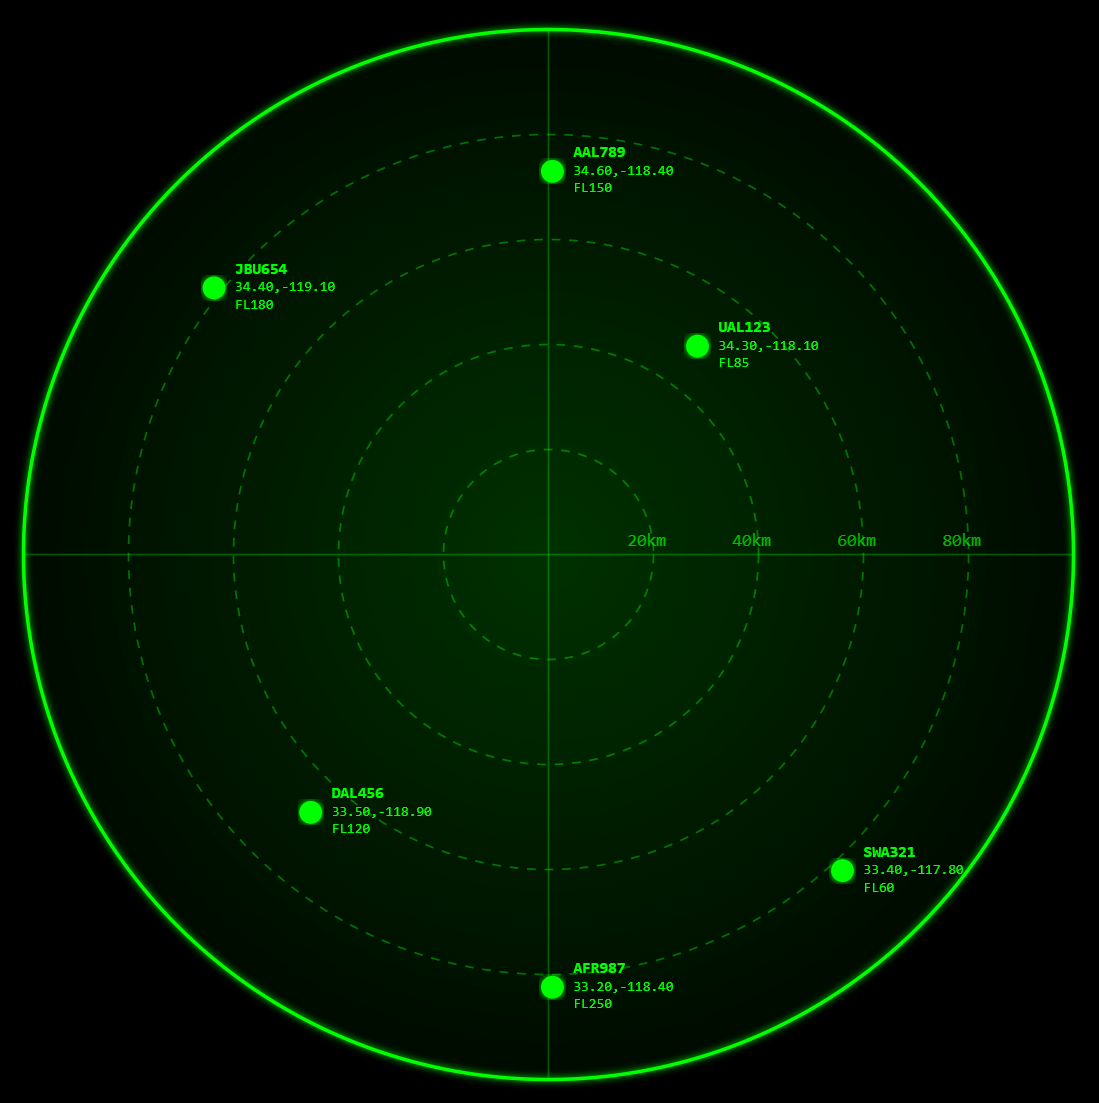 AAL789
34.60,-118.40
FL150
JBU654
34.40,-119.10
FL180
UAL123
34.30,-118.10
FL85
20km
40km
60km
80km
DAL456
33.50,-118.90
FL120
SWA321
33.40,-117.80
FL60
AFR987
33.20,-118.40
FL250